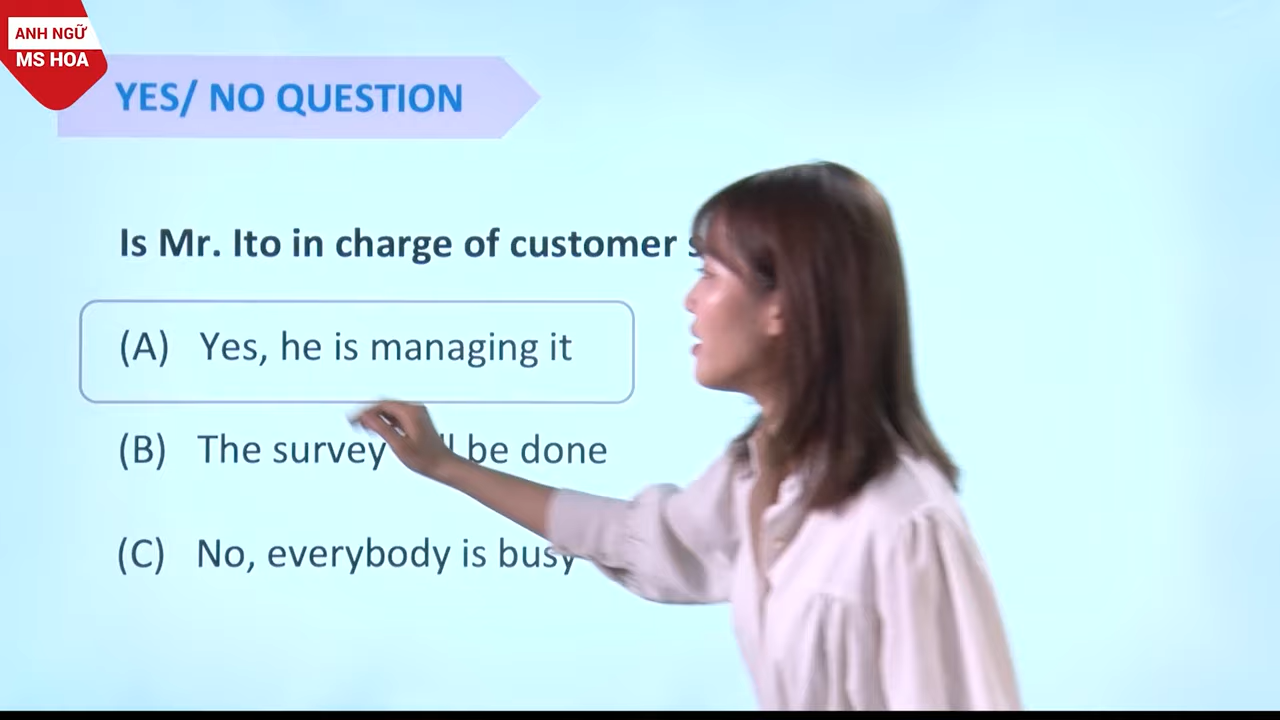 ANH NGỮ
MS HOA
YES/ NO QUESTION
Is Mr. Ito in charge of customer
(A) Yes, he is managing it
(B) The survey be done
(C) No, everybody is busy